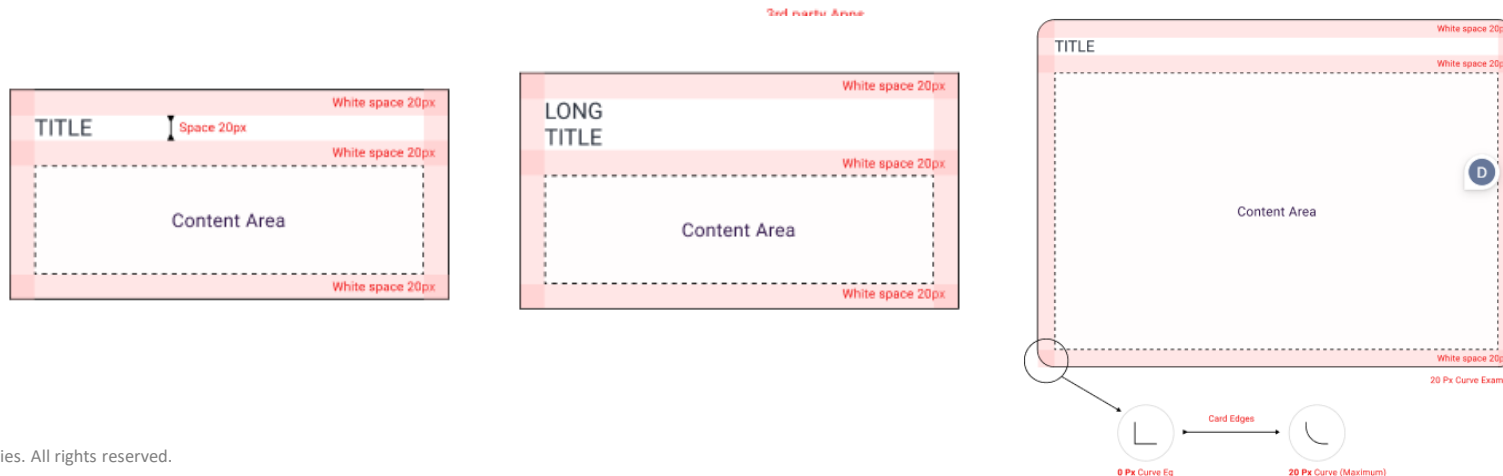 3rd party Apps
White space 20px
TITLE
Space 20px
White space 20px
Content Area
White space 20px
White space 20px
LONG
TITLE
White space 20px
Content Area
White space 20px
White space 20p
TITLE
White space 20p
D
Content Area
White space 20p
20 Px Curve Exam
Card Edges
0 Px Curve Eg
20 Px Curve (Maximum)
ies. All rights reserved.